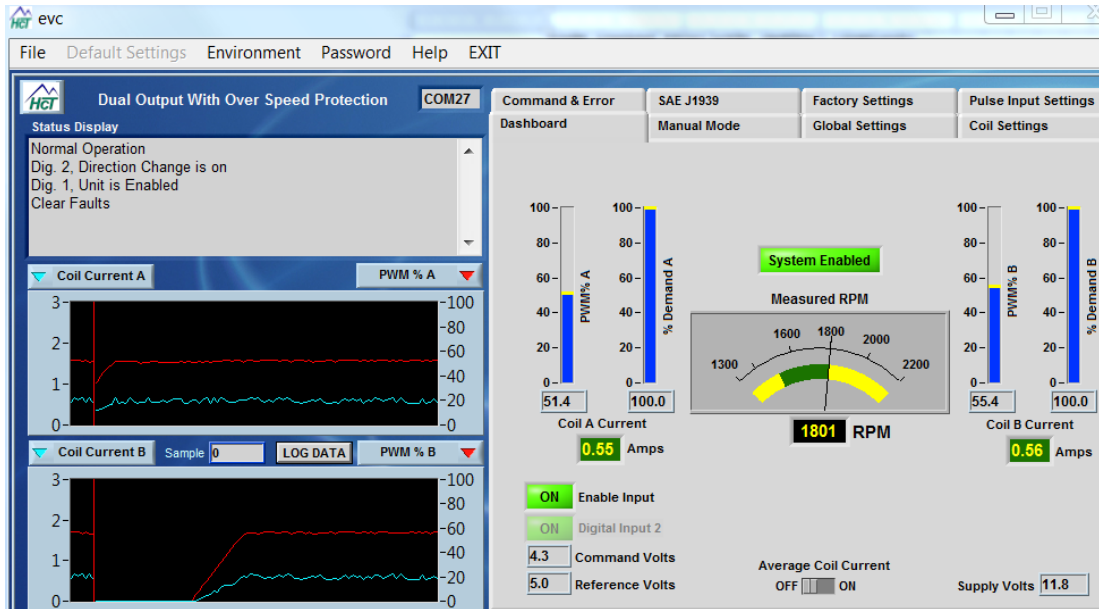 HCT evc
File Default Settings Environment Password Help EXIT
HCT Dual Output With Over Speed Protection COM27
Status Display
Normal Operation
Dig. 2, Direction Change is on
Dig. 1, Unit is Enabled
Clear Faults
Coil Current A PWM % A
3 100
80
2 60
1 40
20
0 0
Coil Current B Sample 0 LOG DATA PWM % B
3 100
80
2 60
40
1 20
0 0
Command & Error SAE J1939 Factory Settings Pulse Input Settings
Dashboard Manual Mode Global Settings Coil Settings
100 100 100 100
80 80 80 80
60 60 60 60
40 40 40 40
20 20 20 20
0 0 0 0
PWM% A
% Demand A
PWM% B
% Demand B
51.4 100.0 55.4 100.0
System Enabled
Measured RPM
1300 1600 1800 2000 2200
1801 RPM
Coil A Current
0.55 Amps
Coil B Current
0.56 Amps
ON Enable Input
ON Digital Input 2
4.3 Command Volts
5.0 Reference Volts
Average Coil Current
OFF ON
Supply Volts 11.8